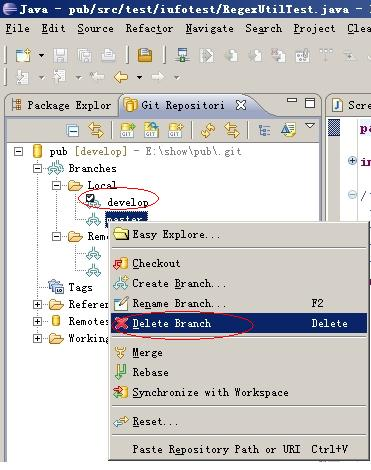 Java - pub/src/test/iufotest/RegexUtilTest.java -
File Edit Source Refactor Navigate Search Project Clean
Package Explor Git Repositori Scre
pub [develop] - E:\show\pub\.git
pa
Branches
im
Local
develop
master
Remo
Tags
Referen
Remotes
Working
Easy Explore...
Checkout
Create Branch...
Rename Branch... F2
Delete Branch Delete
Merge
Rebase
Synchronize with Workspace
Reset...
Paste Repository Path or URI Ctrl+V